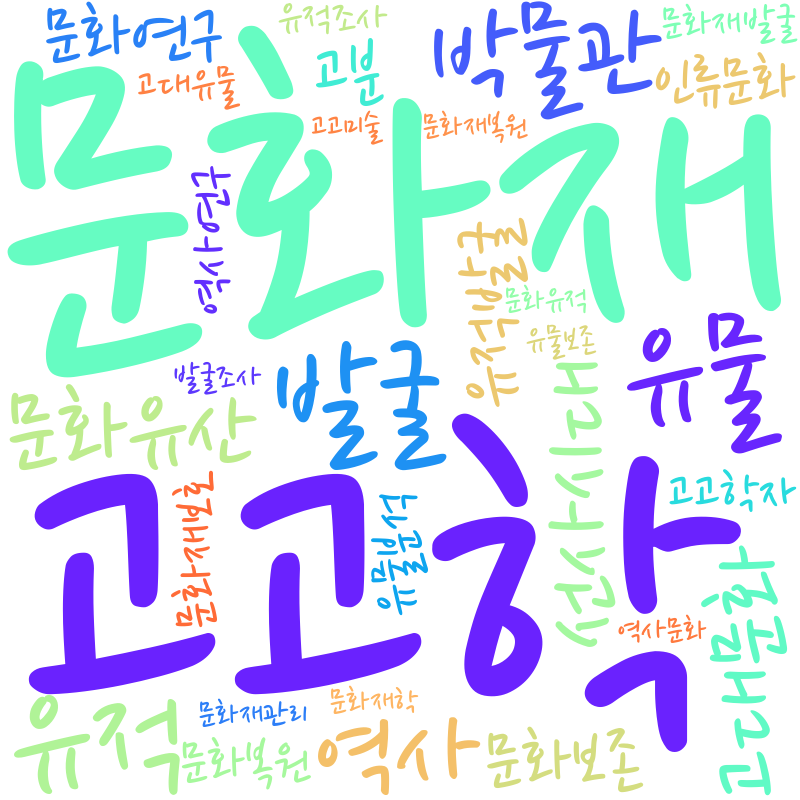 문화연구
유적조사
박물관
문화재발굴
고대유물
고분
인류문화
고고미술
문화재복원
문화재
역사연구
유적발굴
문화유적
유물보존
발굴조사
발굴
유물
문화유산
선사시대
고고학
문화재보호
유물분석
고고학자
고대문화
역사문화
유적
문화재관리
문화재학
문화복원
역사
문화보존